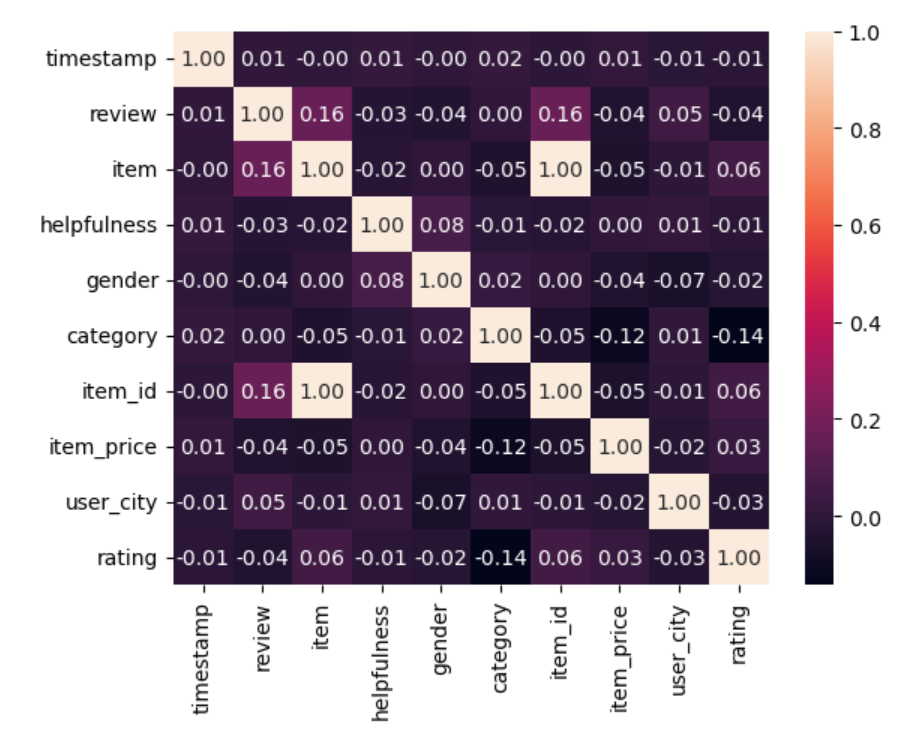 timestamp 1.00 0.01 -0.00 0.01 -0.00 0.02 -0.00 0.01 -0.01 -0.01
review 0.01 1.00 0.16 -0.03 -0.04 0.00 0.16 -0.04 0.05 -0.04
item -0.00 0.16 1.00 -0.02 0.00 -0.05 1.00 -0.05 -0.01 0.06
helpfulness 0.01 -0.03 -0.02 1.00 0.08 -0.01 -0.02 0.00 0.01 -0.01
gender -0.00 -0.04 0.00 0.08 1.00 0.02 0.00 -0.04 -0.07 -0.02
category 0.02 0.00 -0.05 -0.01 0.02 1.00 -0.05 -0.12 0.01 -0.14
item_id -0.00 0.16 1.00 -0.02 0.00 -0.05 1.00 -0.05 -0.01 0.06
item_price 0.01 -0.04 -0.05 0.00 -0.04 -0.12 -0.05 1.00 -0.02 0.03
user_city -0.01 0.05 -0.01 0.01 -0.07 0.01 -0.01 -0.02 1.00 -0.03
rating -0.01 -0.04 0.06 -0.01 -0.02 -0.14 0.06 0.03 -0.03 1.00
timestamp
review
item
helpfulness
gender
category
item_id
item_price
user_city
rating
1.0
0.8
0.6
0.4
0.2
0.0